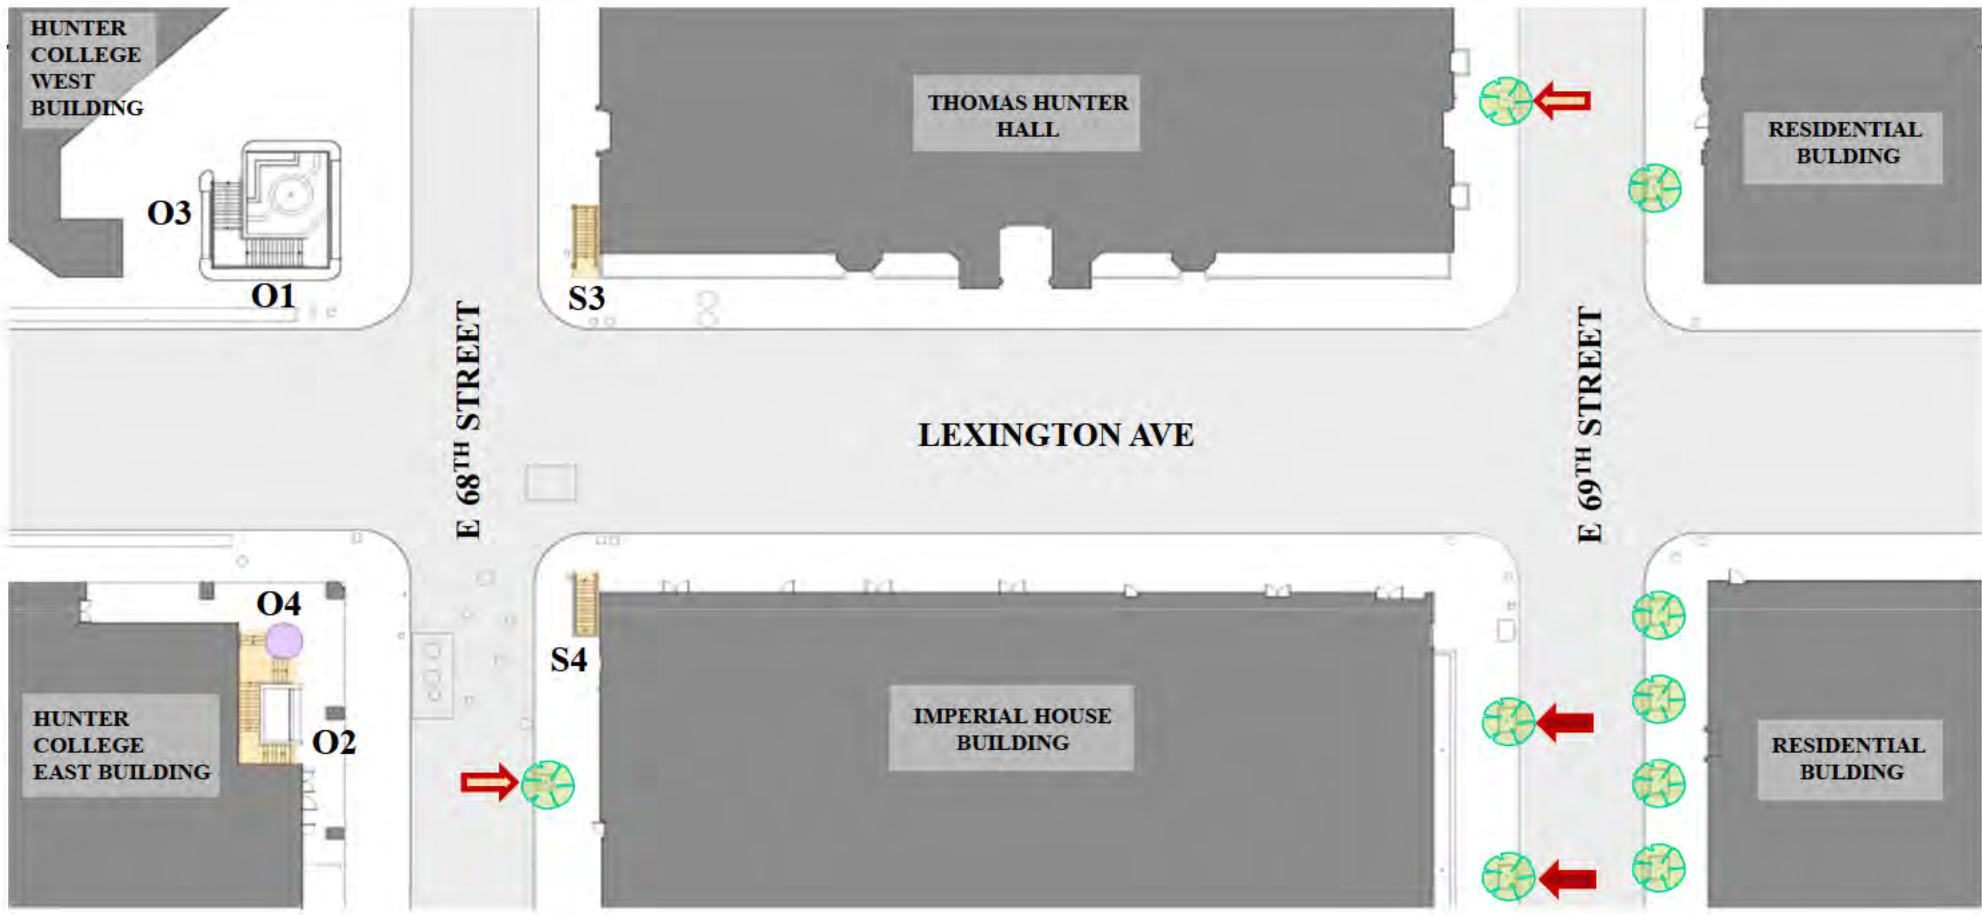 HUNTER
COLLEGE
WEST
BUILDING
THOMAS HUNTER
HALL
RESIDENTIAL
BULDING
O3
O1
S3
E 68TH STREET
LEXINGTON AVE
E 69TH STREET
O4
S4
O2
HUNTER
COLLEGE
EAST BUILDING
IMPERIAL HOUSE
BUILDING
RESIDENTIAL
BULDING